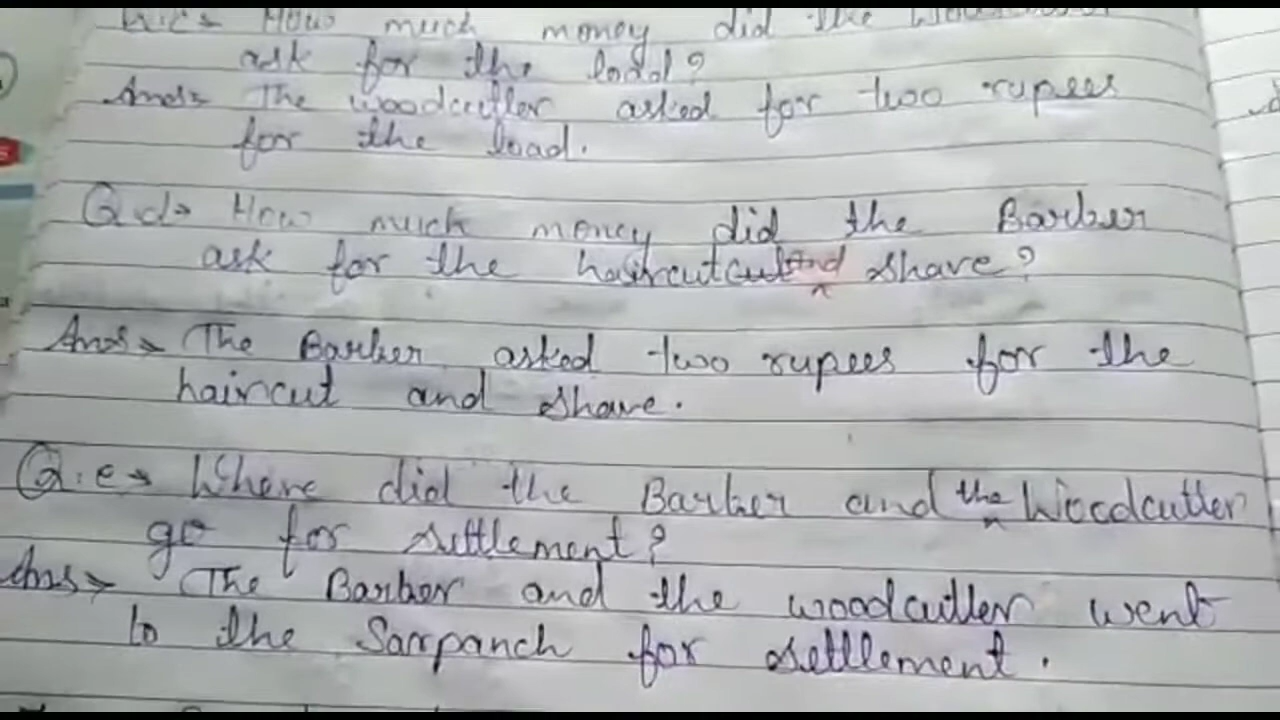 Q.c→ How much money did the Woodcutter
ask for the load?
Ans→ The woodcutter asked for two rupees
for the load.
Q.d→ How much money did the Barber
ask for the haircutcut and shave?
Ans→ The Barber asked two rupees for the
haircut and shave.
Q.e→ Where did the Barber and the Woodcutter
go for settlement?
Ans→ The Barber and the woodcutter went
to the Sarpanch for settlement.